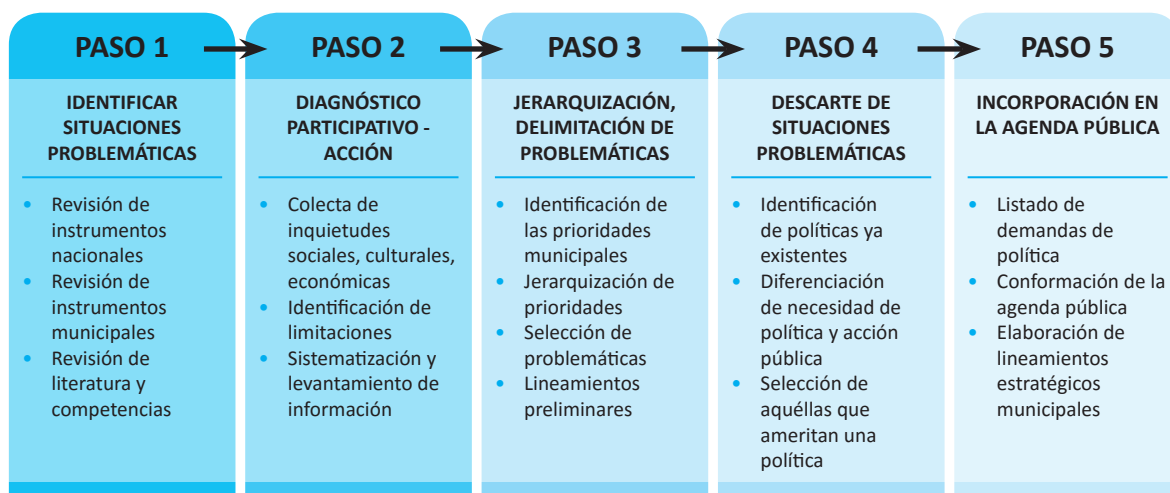 PASO 1
IDENTIFICAR
SITUACIONES
PROBLEMÁTICAS
• Revisión de
instrumentos
nacionales
• Revisión de
instrumentos
municipales
• Revisión de
literatura y
competencias
PASO 2
DIAGNÓSTICO
PARTICIPATIVO -
ACCIÓN
• Colecta de
inquietudes
sociales, culturales,
económicas
• Identificación de
limitaciones
• Sistematización y
levantamiento de
información
PASO 3
JERARQUIZACIÓN,
DELIMITACIÓN DE
PROBLEMÁTICAS
• Identificación de
las prioridades
municipales
• Jerarquización de
prioridades
• Selección de
problemáticas
• Lineamientos
preliminares
PASO 4
DESCARTE DE
SITUACIONES
PROBLEMÁTICAS
• Identificación
de políticas ya
existentes
• Diferenciación
de necesidad de
política y acción
pública
• Selección de
aquéllas que
ameritan una
política
PASO 5
INCORPORACIÓN EN
LA AGENDA PÚBLICA
• Listado de
demandas de
política
• Conformación de la
agenda pública
• Elaboración de
lineamientos
estratégicos
municipales